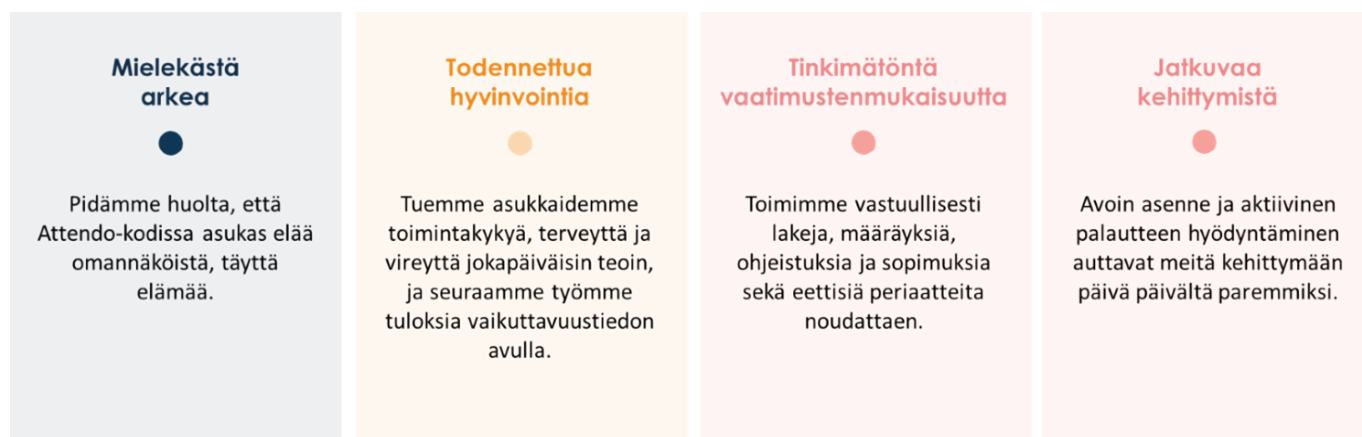 Mielekästä
arkea
Pidämme huolta, että
Attendo-kodissa asukas elää
omannäköistä, täyttä
elämää.
Todennettua
hyvinvointia
Tuemme asukkaidemme
toimintakykyä, terveyttä ja
vireyttä jokapäiväisin teoin,
ja seuraamme työmme
tuloksia vaikuttavuustiedon
avulla.
Tinkimätöntä
vaatimustenmukaisuutta
Toimimme vastuullisesti
lakeja, määräyksiä,
ohjeistuksia ja sopimuksia
sekä eettisiä periaatteita
noudattaen.
Jatkuvaa
kehittymistä
Avoin asenne ja aktiivinen
palautteen hyödyntäminen
auttavat meitä kehittymään
päivä päivältä paremmiksi.